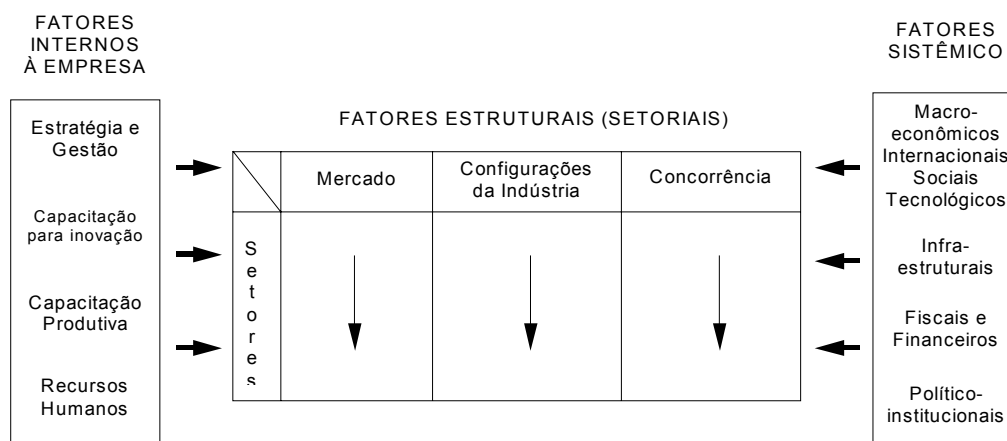 FATORES
INTERNOS
À EMPRESA
Estratégia e
Gestão
Capacitação
para inovação
Capacitação
Produtiva
Recursos
Humanos
FATORES ESTRUTURAIS (SETORIAIS)
Mercado
Configurações
da Indústria
Concorrência
Setores
FATORES
SISTÊMICO
Macro-
econômicos
Internacionais
Sociais
Tecnológicos
Infra-
estruturais
Fiscais e
Financeiros
Político-
institucionais